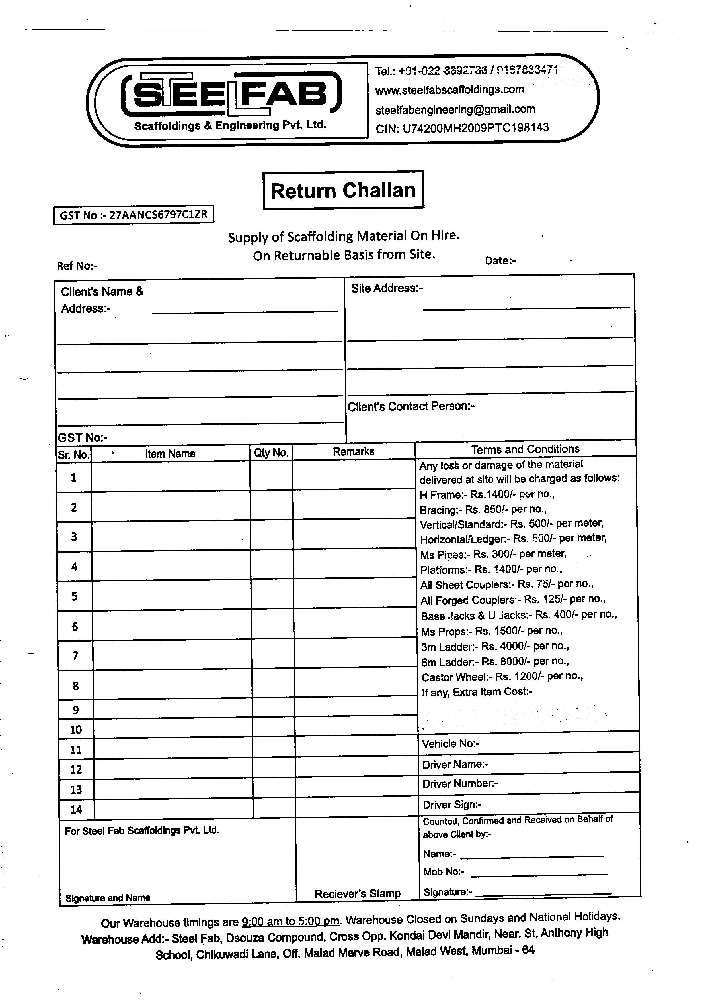 STEEL FAB
Scaffoldings & Engineering Pvt. Ltd.
Tel.: +91-022-8892786 / 9167833471
www.steelfabscaffoldings.com
steelfabengineering@gmail.com
CIN: U74200MH2009PTC198143
Return Challan
GST No :- 27AANCS6797C1ZR
Supply of Scaffolding Material On Hire.
On Returnable Basis from Site.
Ref No:-
Date:-
Client's Name &
Address:-
GST No:-
Site Address:-
Client's Contact Person:-
Sr. No. Item Name Qty No. Remarks
1
2
3
4
5
6
7
8
9
10
11
12
13
14
Terms and Conditions
Any loss or damage of the material
delivered at site will be charged as follows:
H Frame:- Rs.1400/- per no.,
Bracing:- Rs. 850/- per no.,
Vertical/Standard:- Rs. 500/- per meter,
Horizontal/Ledger:- Rs. 500/- per meter,
Ms Pipes:- Rs. 300/- per meter,
Platforms:- Rs. 1400/- per no.,
All Sheet Couplers:- Rs. 75/- per no.,
All Forged Couplers:- Rs. 125/- per no.,
Base Jacks & U Jacks:- Rs. 400/- per no.,
Ms Props:- Rs. 1500/- per no.,
3m Ladder:- Rs. 4000/- per no.,
6m Ladder:- Rs. 8000/- per no.,
Castor Wheel:- Rs. 1200/- per no.,
If any, Extra Item Cost:-
Vehicle No:-
Driver Name:-
Driver Number:-
Driver Sign:-
For Steel Fab Scaffoldings Pvt. Ltd.
Signature and Name
Reciever's Stamp
Counted, Confirmed and Received on Behalf of
above Client by:-
Name:-
Mob No:-
Signature:-
Our Warehouse timings are 9:00 am to 5:00 pm. Warehouse Closed on Sundays and National Holidays.
Warehouse Add:- Steel Fab, Dsouza Compound, Cross Opp. Kondai Devi Mandir, Near. St. Anthony High
School, Chikuwadi Lane, Off. Malad Marve Road, Malad West, Mumbai - 64